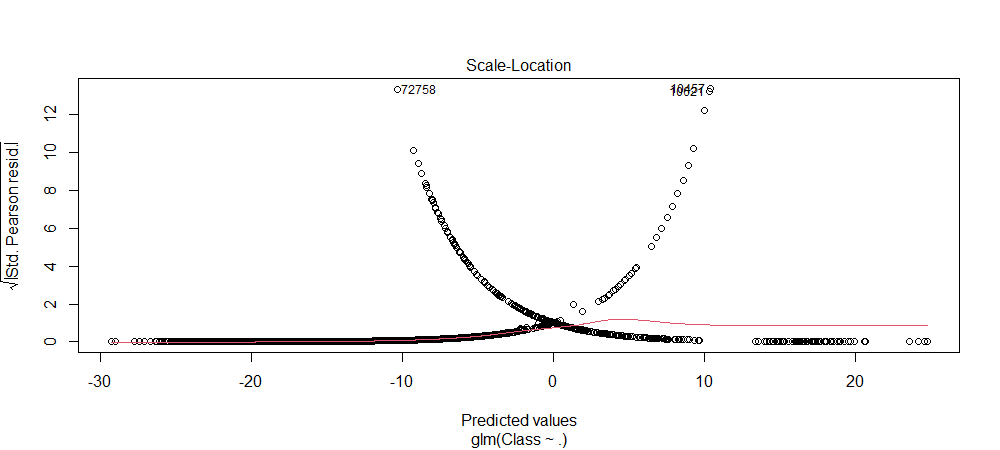 Scale-Location
√|Std. Pearson resid.|
0 2 4 6 8 10 12
72758
10457
10621
-30 -20 -10 0 10 20
Predicted values
glm(Class ~ .)